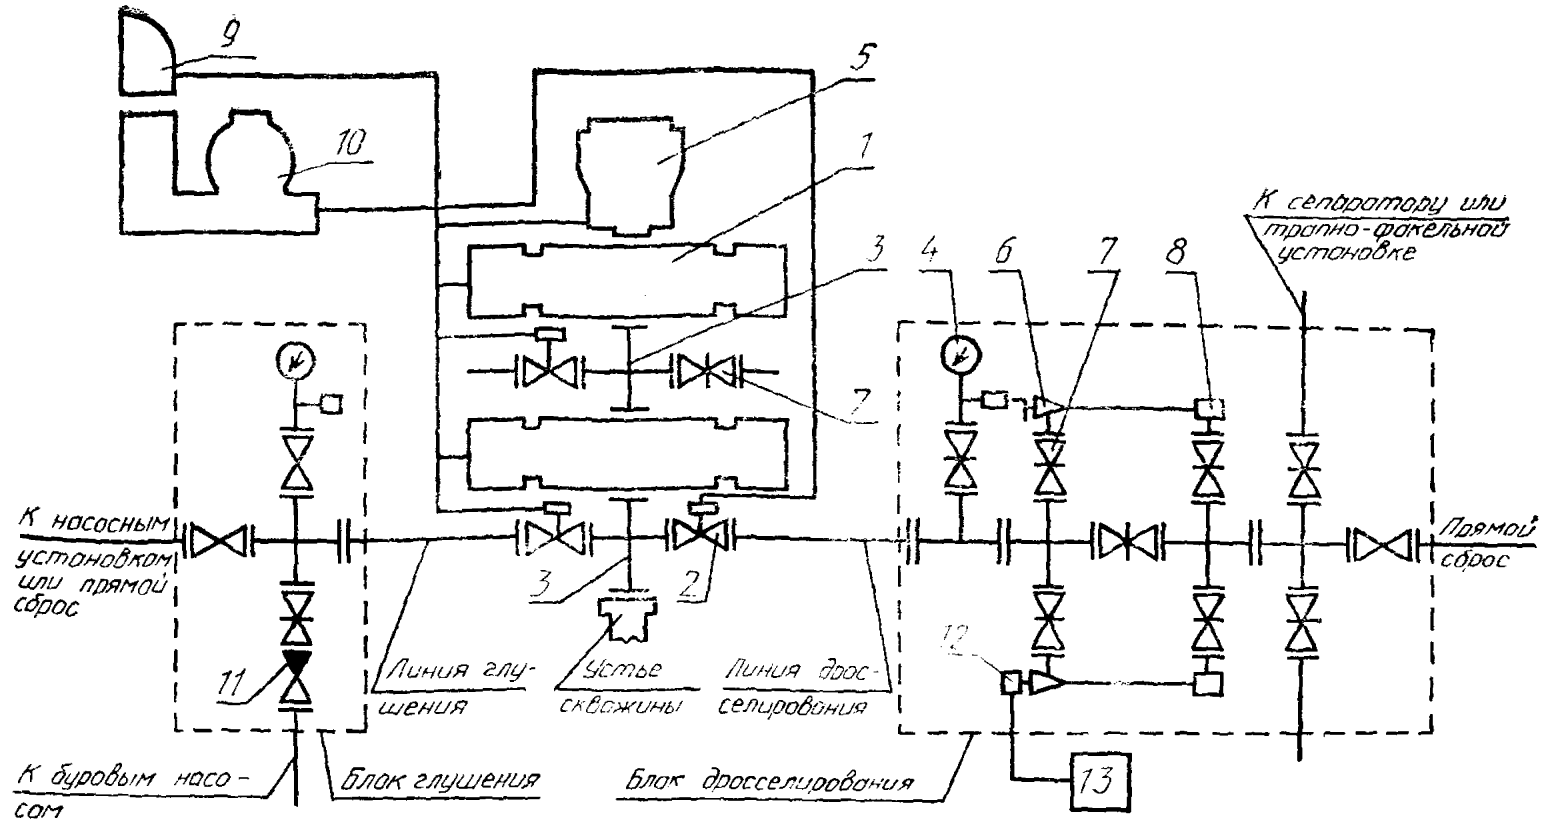 9
5
10
1
К сепаратору или
трапно-факельной
установке
3
4
6
7
8
7
К насосным
установкам
или прямой
сброс
Прямой
сброс
3
2
11
12
Линия глу-
шения
Устье
скважины
Линия дрос-
селирования
К буровым насо-
сам
Блок глушения
Блок дросселирования
13